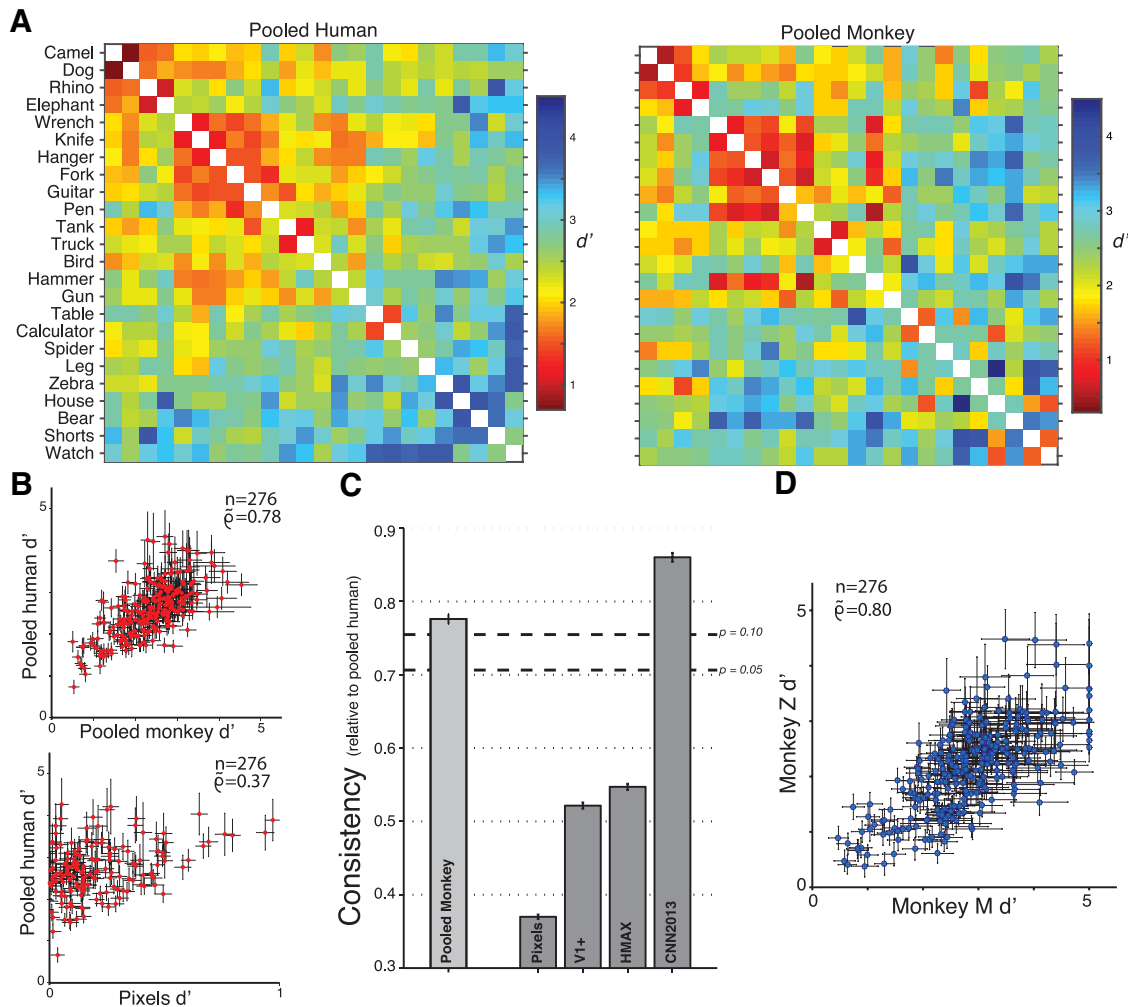 A
Pooled Human
Pooled Monkey
Camel
Dog
Rhino
Elephant
Wrench
Knife
Hanger
Fork
Guitar
Pen
Tank
Truck
Bird
Hammer
Gun
Table
Calculator
Spider
Leg
Zebra
House
Bear
Shorts
Watch
4
3
d’
2
1
4
3
d’
2
1
B
n=276
ρ̃=0.78
5
Pooled human d’
0
0
Pooled monkey d’
5
n=276
ρ̃=0.37
5
Pooled human d’
0
0
Pixels d’
1
C
Consistency (relative to pooled human)
0.9
0.8
0.7
0.6
0.5
0.4
0.3
p = 0.10
p = 0.05
Pooled Monkey
Pixels
V1+
HMAX
CNN2013
D
n=276
ρ̃=0.80
5
Monkey Z d’
0
0
Monkey M d’
5